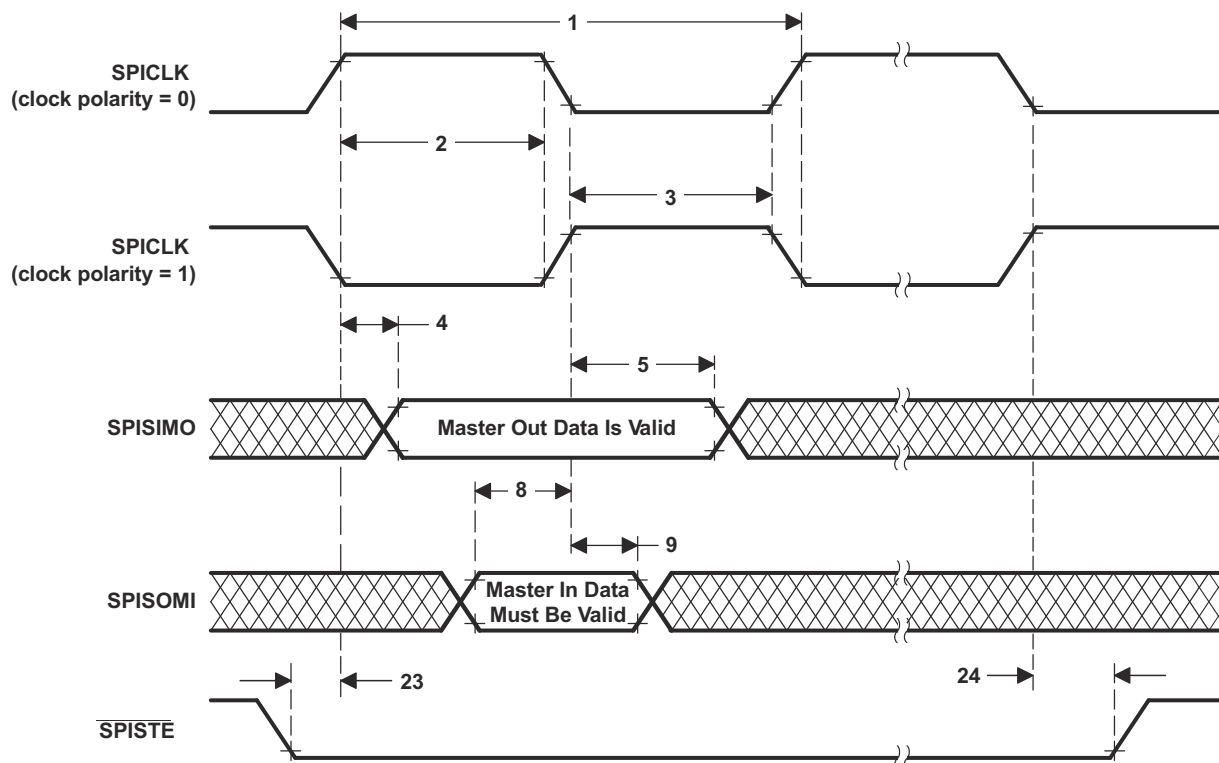 1
SPICLK
(clock polarity = 0)
2
3
SPICLK
(clock polarity = 1)
4
5
SPISIMO
Master Out Data Is Valid
8
9
SPISOMI
Master In Data
Must Be Valid
23
24
SPISTE